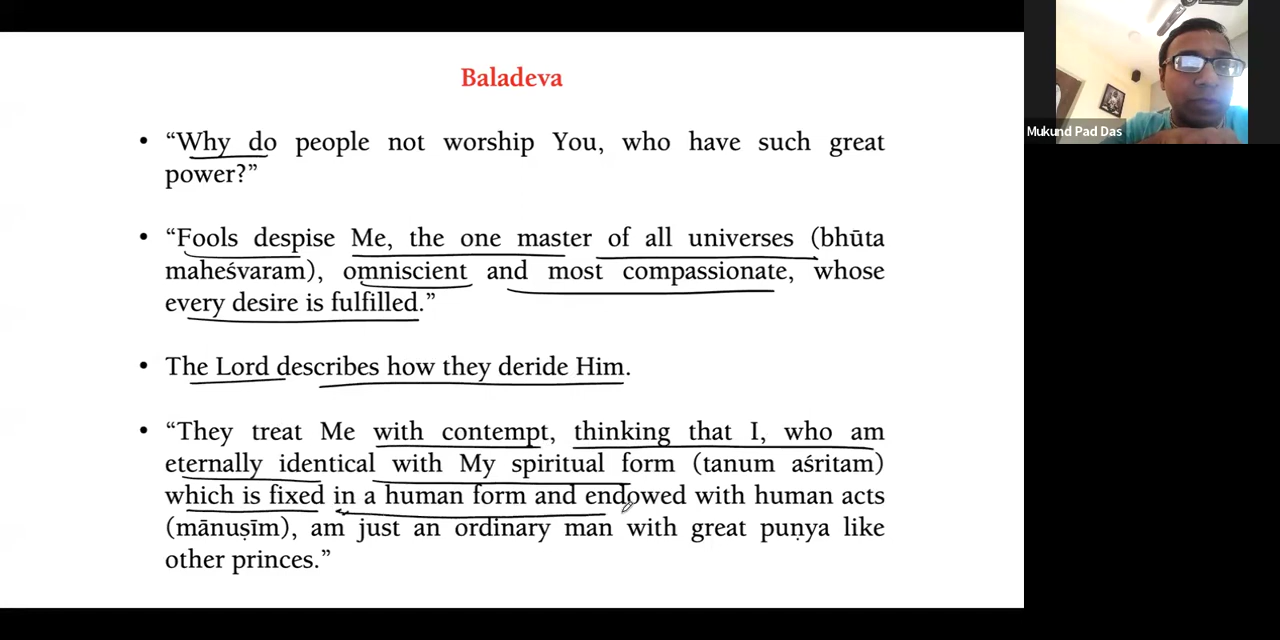 Baladeva
• “Why do people not worship You, who have such great
power?”
• “Fools despise Me, the one master of all universes (bhūta
maheśvaram), omniscient and most compassionate, whose
every desire is fulfilled.”
• The Lord describes how they deride Him.
• “They treat Me with contempt, thinking that I, who am
eternally identical with My spiritual form (tanum aśritam)
which is fixed in a human form and endowed with human acts
(mānuṣīm), am just an ordinary man with great puṇya like
other princes.”
Mukund Pad Das